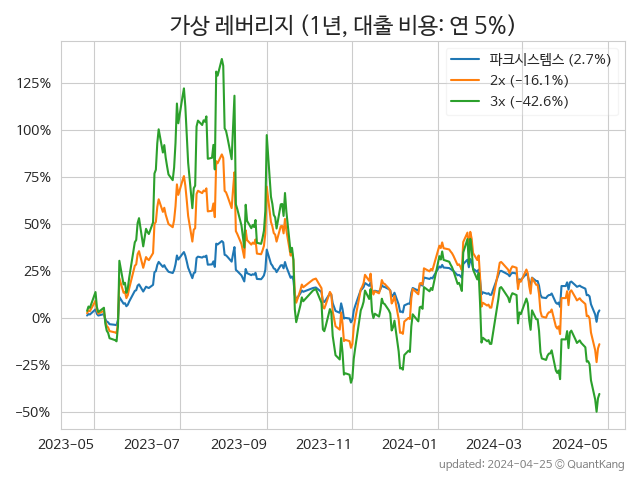 가상 레버리지 (1년, 대출 비용: 연 5%)
파크시스템스 (2.7%)
2x (−16.1%)
3x (−42.6%)
125%
100%
75%
50%
25%
0%
−25%
−50%
2023-05 2023-07 2023-09 2023-11 2024-01 2024-03 2024-05
updated: 2024-04-25 ⓒ QuantKang